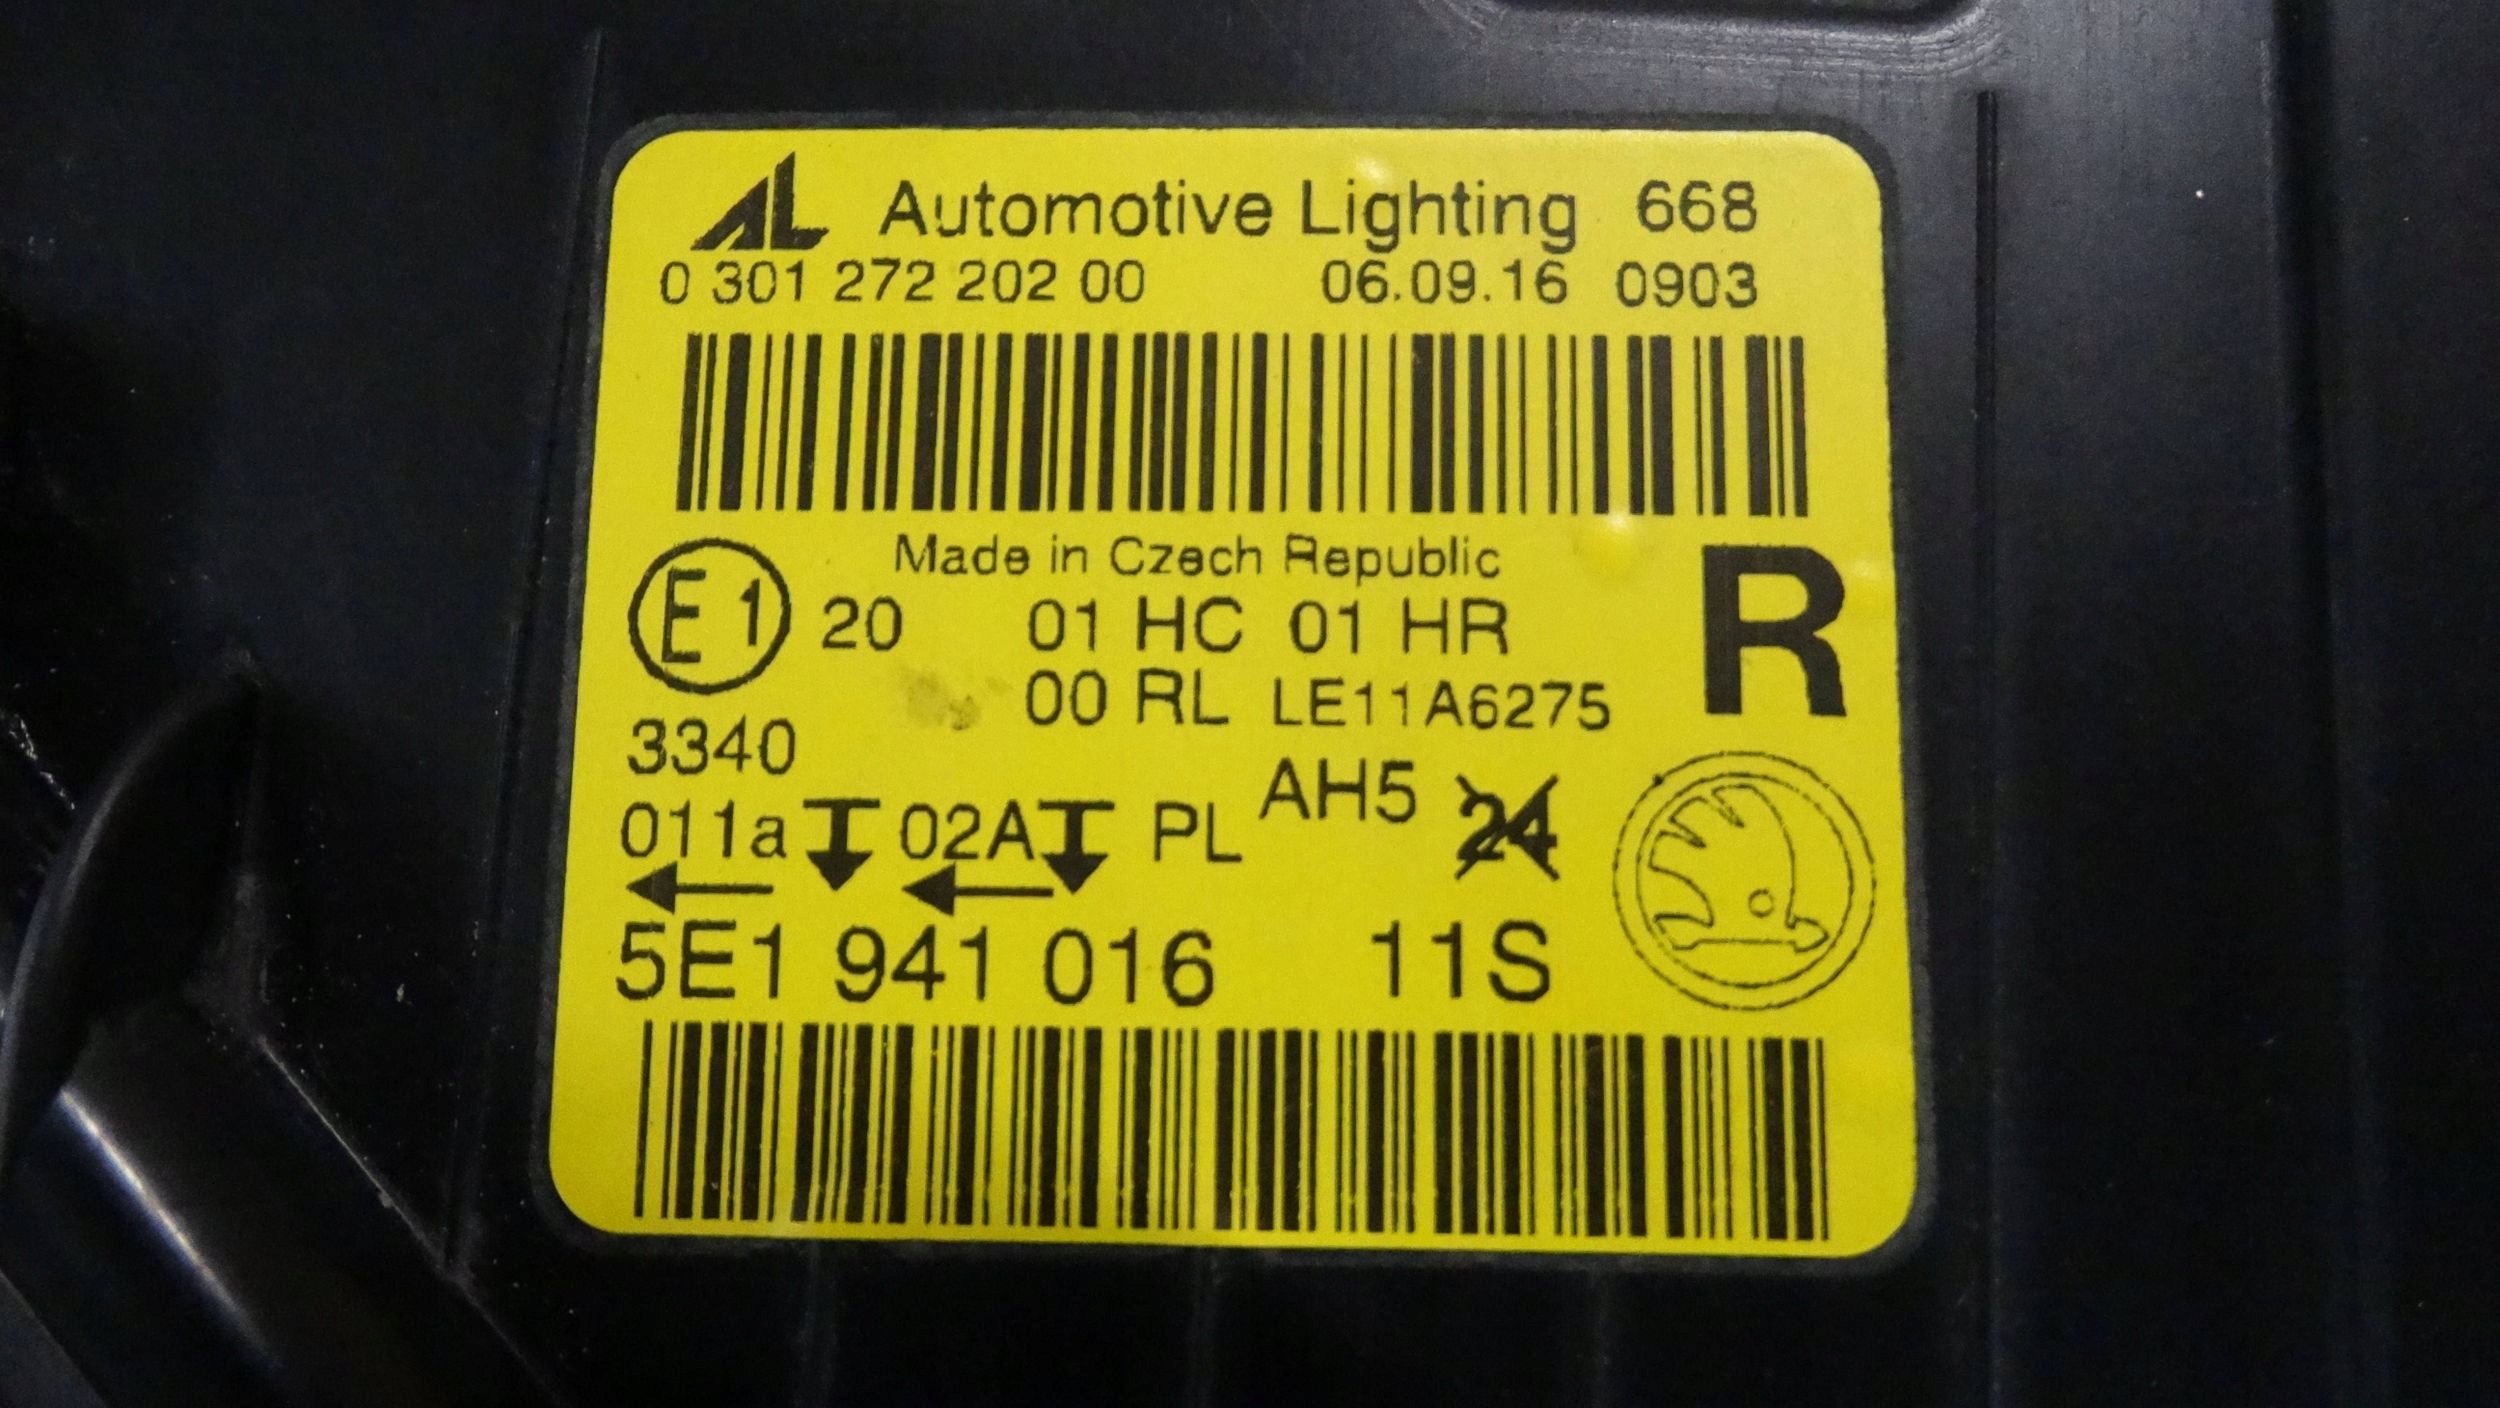 AL Automotive Lighting 668
0 301 272 202 00 06.09.16 0903
Made in Czech Republic
E1 20 01 HC 01 HR R
00 RL LE11A6275
3340
AH5 24
011a 02A PL
5E1 941 016 11S